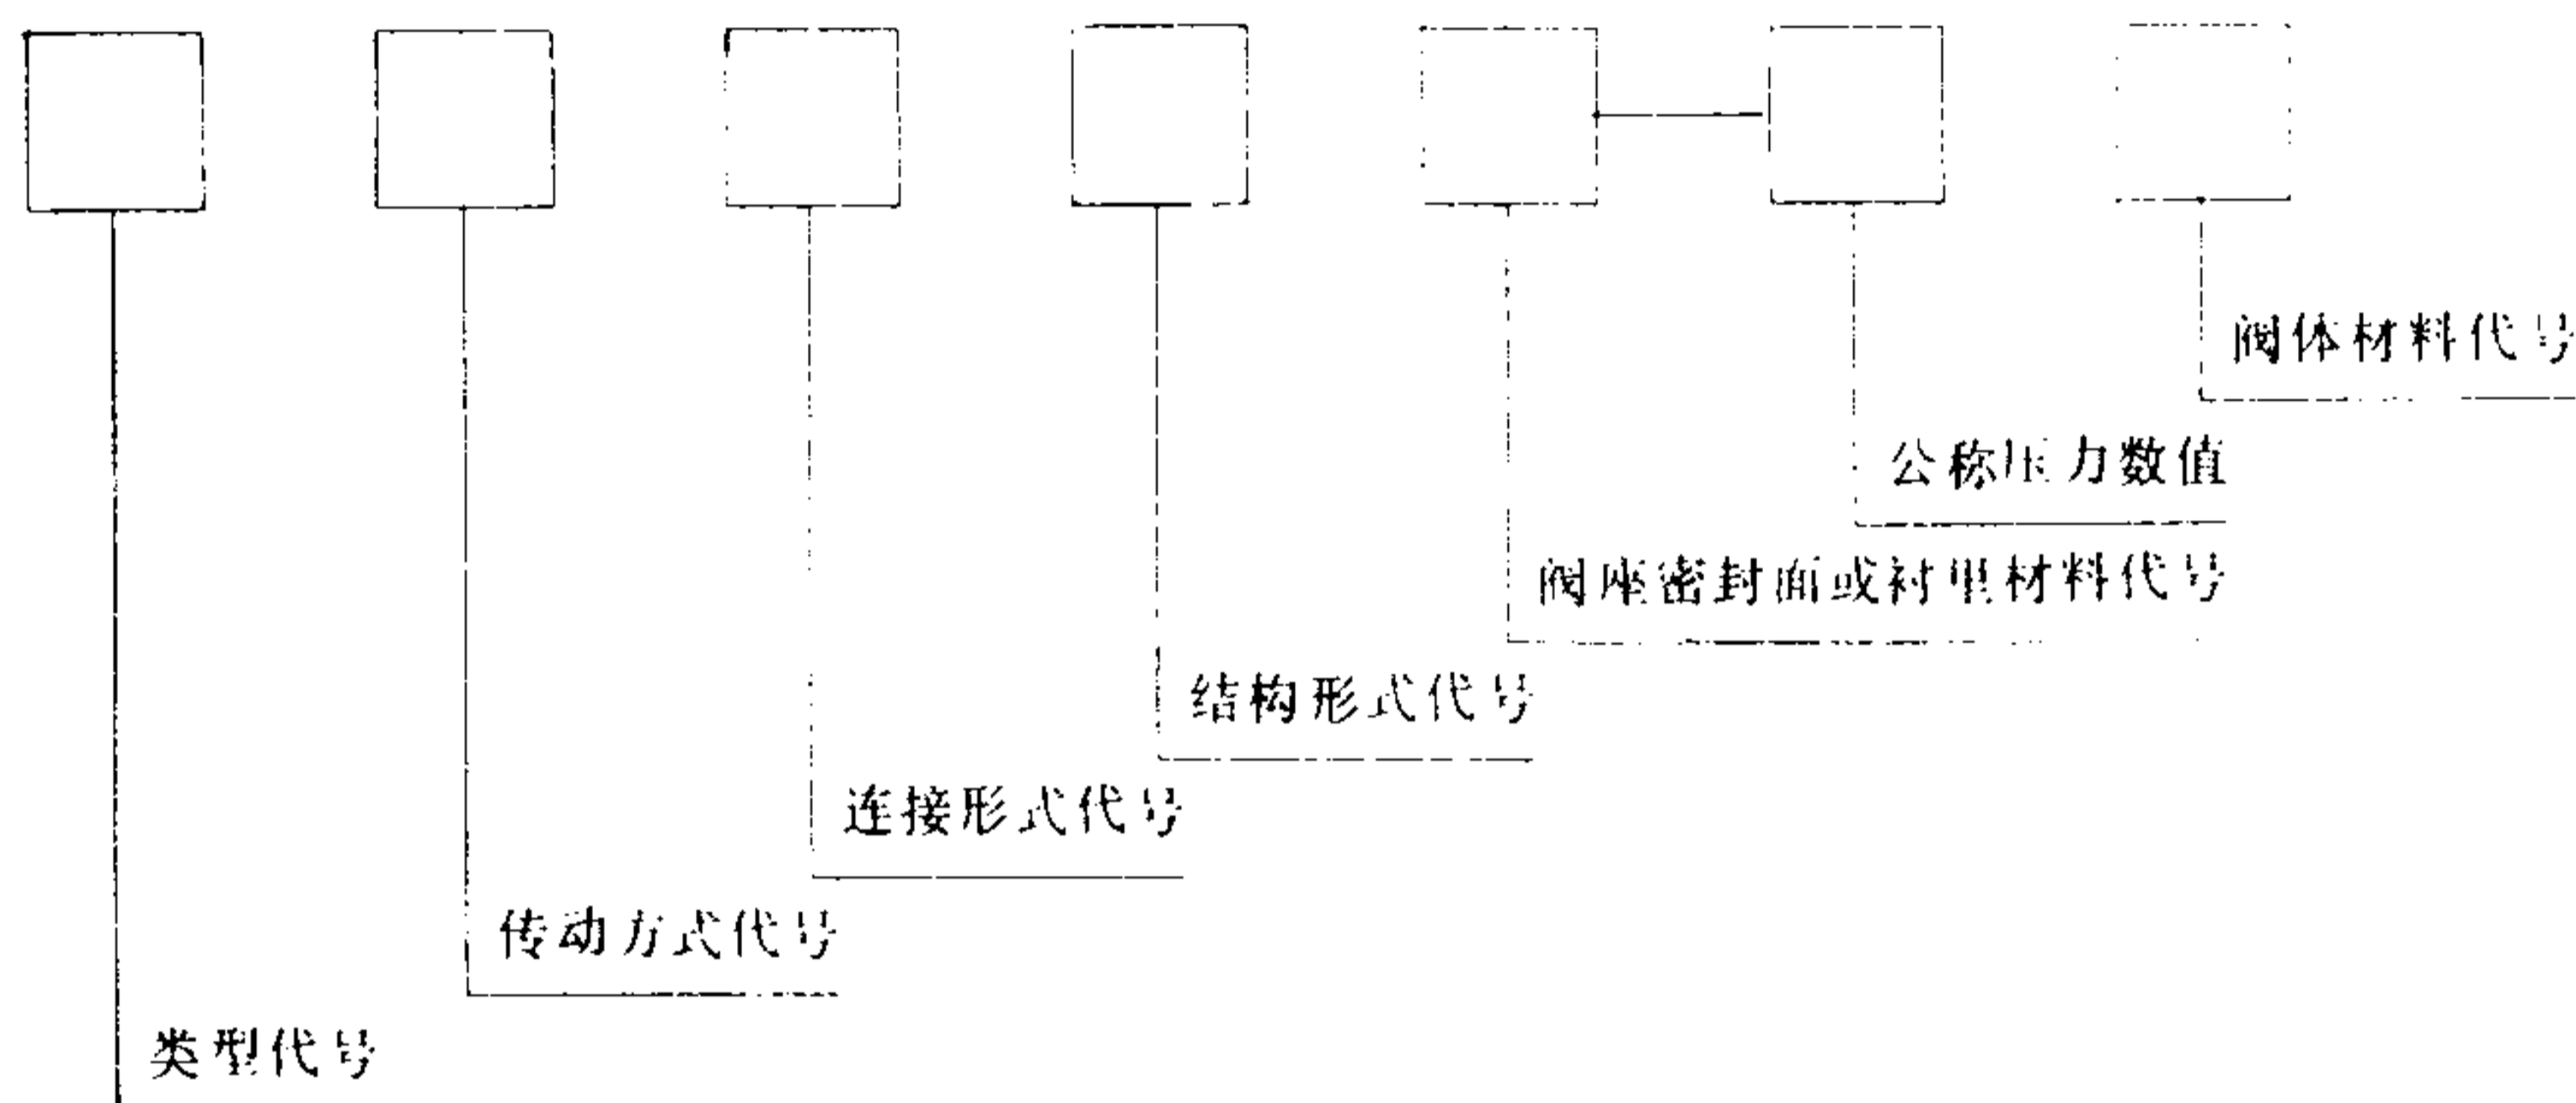 阀体材料代号
公称压力数值
阀座密封面或衬里材料代号
结构形式代号
连接形式代号
传动方式代号
类型代号